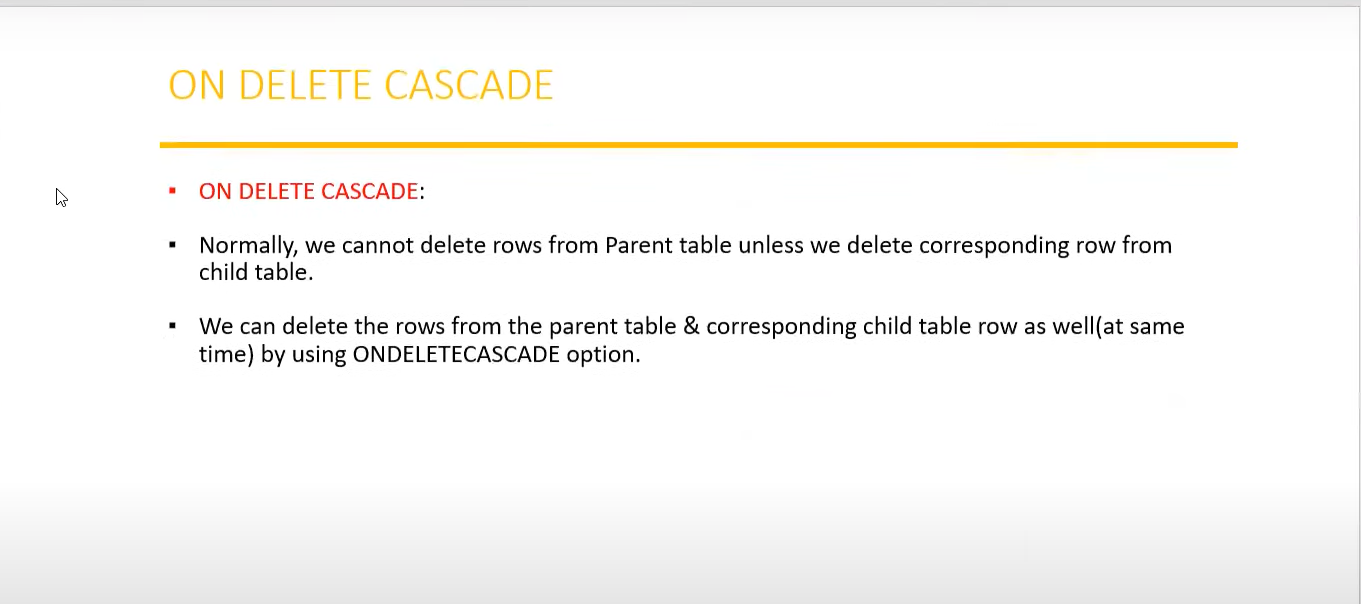 ON DELETE CASCADE
▪ ON DELETE CASCADE:
▪ Normally, we cannot delete rows from Parent table unless we delete corresponding row from
child table.
▪ We can delete the rows from the parent table & corresponding child table row as well(at same
time) by using ONDELETECASCADE option.